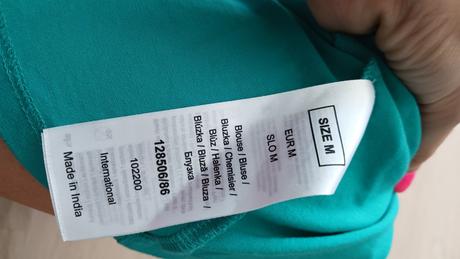 SIZE M
EUR M
SLO M
Blouse / Bluse /
Bluzka / Chemisier /
Blúz / Halenka /
Blúzka / Bluză / Bluza /
Блузка
128506/86
102200
International
Made in India